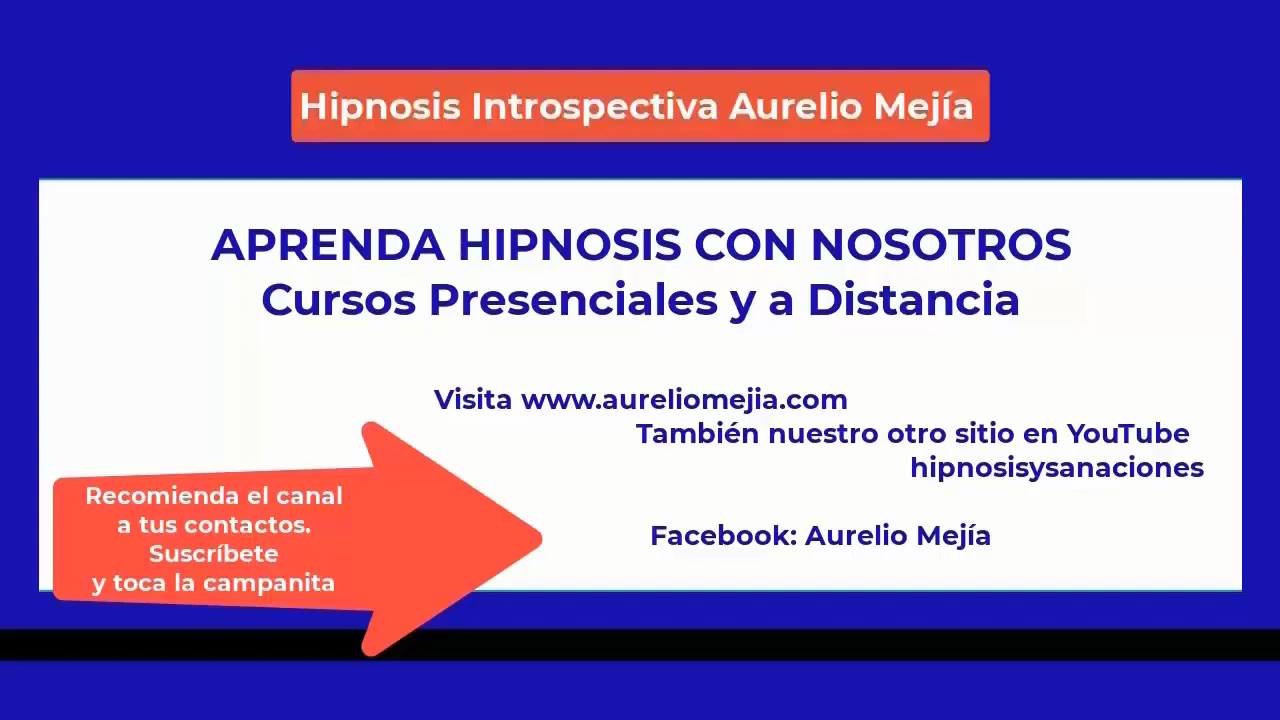 Hipnosis Introspectiva Aurelio Mejía
APRENDA HIPNOSIS CON NOSOTROS
Cursos Presenciales y a Distancia
Visita www.aureliomejia.com
También nuestro otro sitio en YouTube
hipnosisysanaciones
Facebook: Aurelio Mejía
Recomienda el canal
a tus contactos.
Suscríbete
y toca la campanita